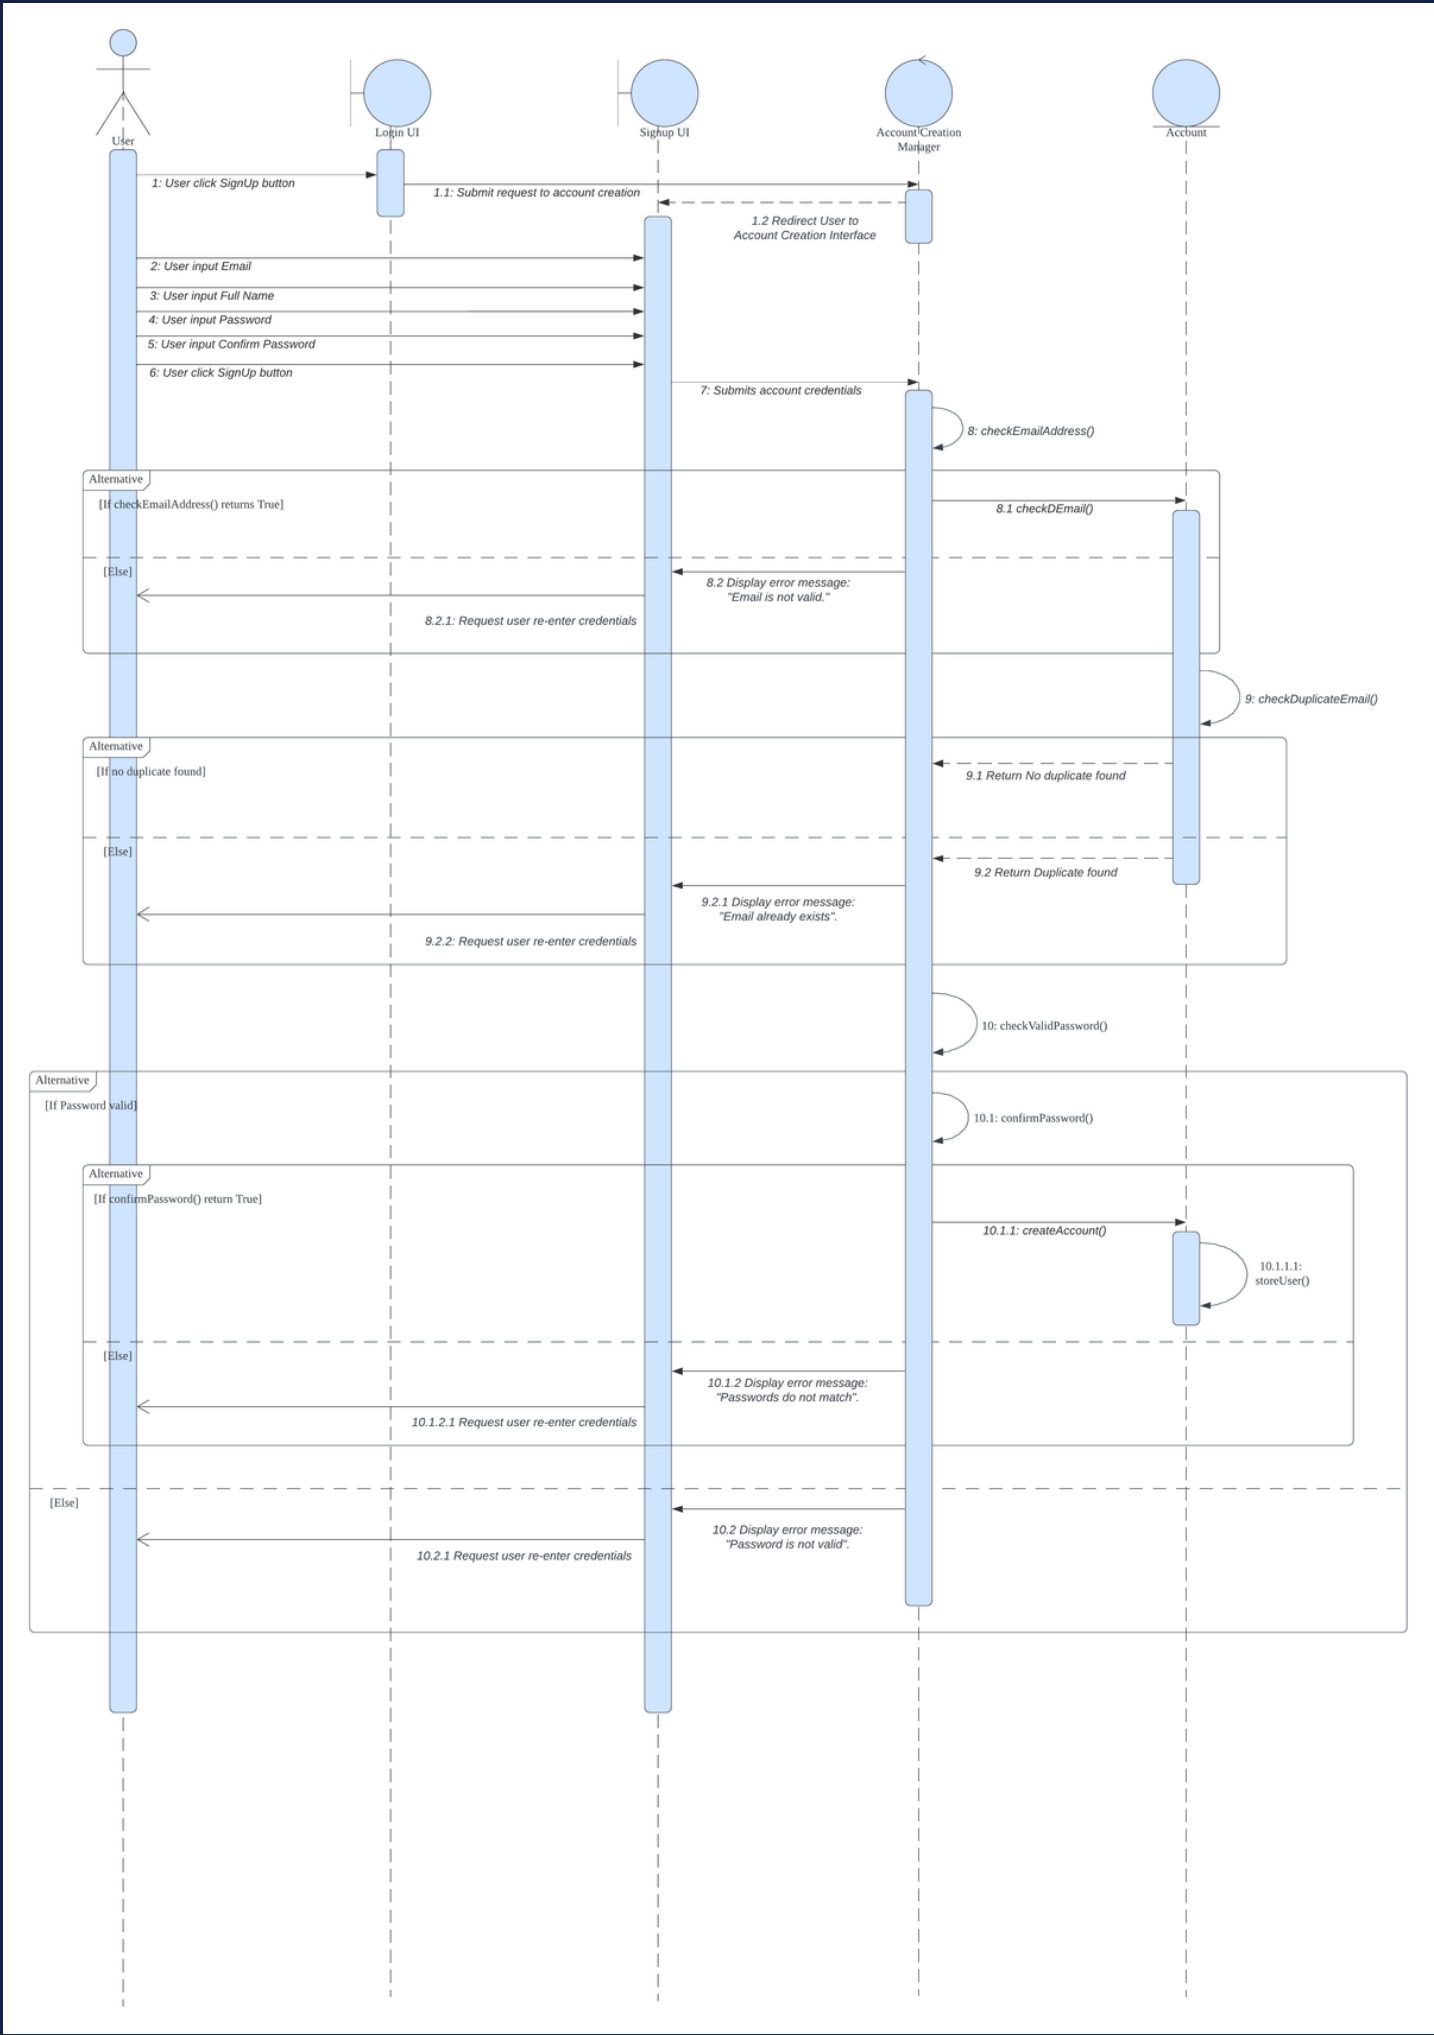 User
Login UI
Signup UI
Account Creation
Manager
Account
1: User click SignUp button
1.1: Submit request to account creation
1.2 Redirect User to
Account Creation Interface
2: User input Email
3: User input Full Name
4: User input Password
5: User input Confirm Password
6: User click SignUp button
7: Submits account credentials
8: checkEmailAddress()
Alternative
[If checkEmailAddress() returns True]
8.1 checkDEmail()
[Else]
8.2 Display error message:
"Email is not valid."
8.2.1: Request user re-enter credentials
9: checkDuplicateEmail()
Alternative
[If no duplicate found]
9.1 Return No duplicate found
[Else]
9.2 Return Duplicate found
9.2.1 Display error message:
"Email already exists".
9.2.2: Request user re-enter credentials
10: checkValidPassword()
Alternative
[If Password valid]
10.1: confirmPassword()
Alternative
[If confirmPassword() return True]
10.1.1: createAccount()
10.1.1.1:
storeUser()
[Else]
10.1.2 Display error message:
"Passwords do not match".
10.1.2.1 Request user re-enter credentials
[Else]
10.2 Display error message:
"Password is not valid".
10.2.1 Request user re-enter credentials